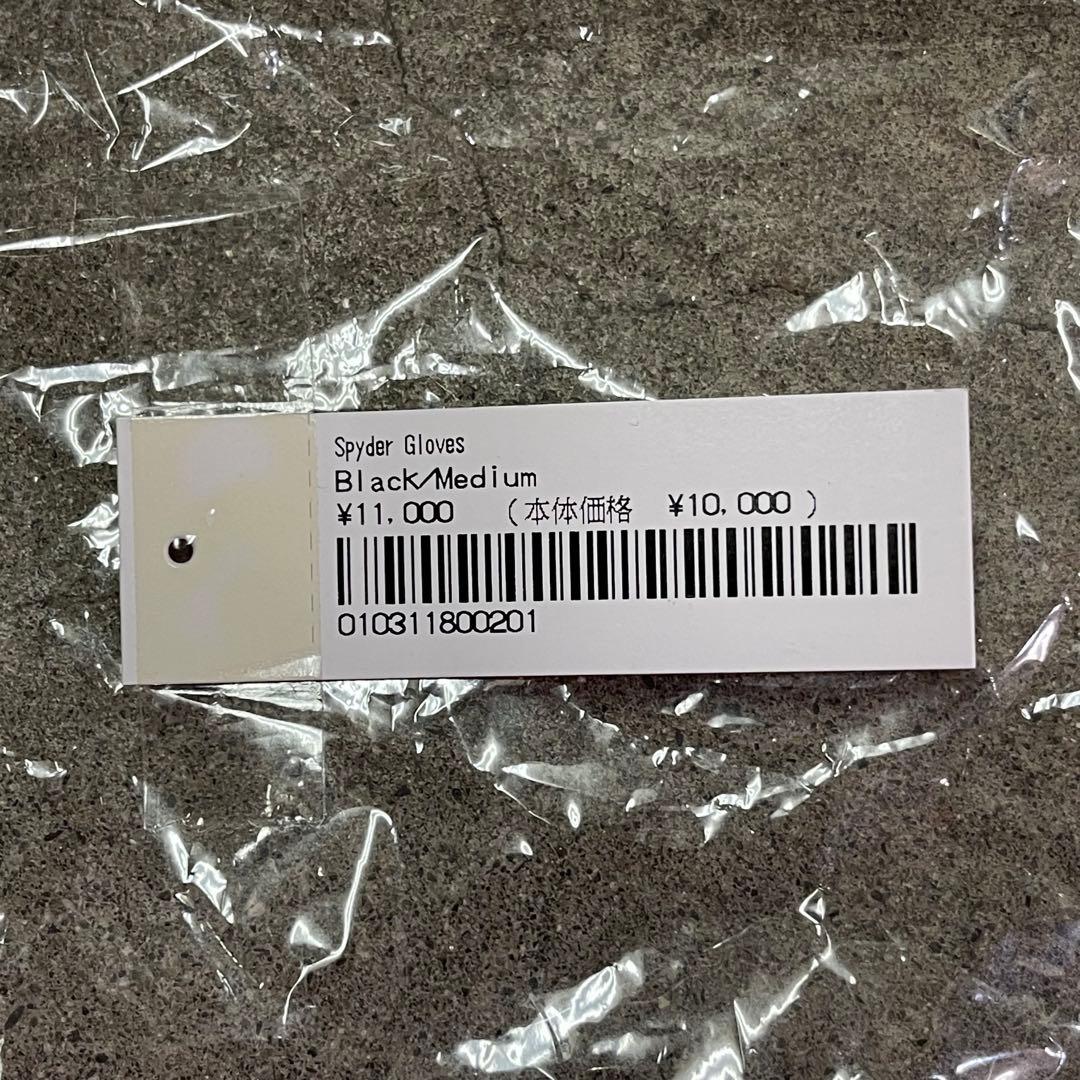 Spyder Gloves
Black/Medium
¥11,000 (本体価格 ¥10,000 )
010311800201